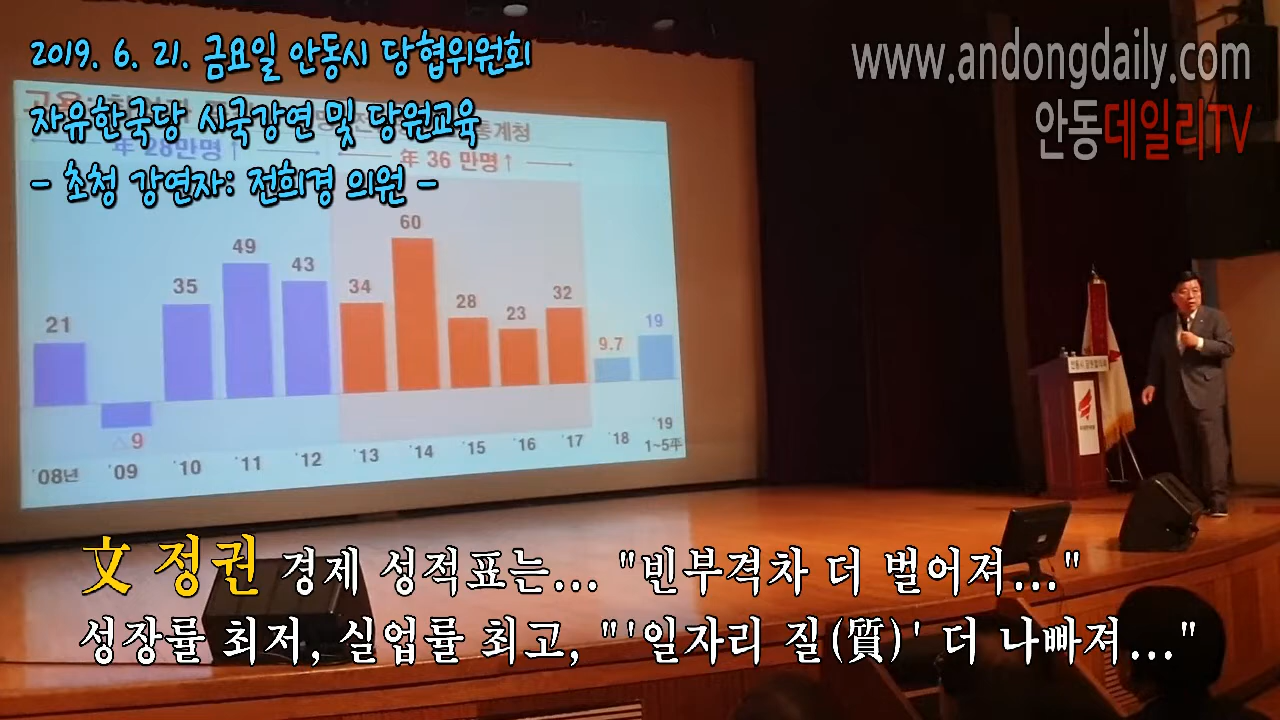 2019. 6. 21. 금요일 안동시 당협위원회
자유한국당 시국강연 및 당원교육
- 초청 강연자: 전희경 의원 -
www.andongdaily.com
안동데일리TV
계청
年 28만명↑
年 36 만명↑
21
△9
35
49
43
34
60
28
23
32
9.7
19
'08년
'09
'10
'11
'12
'13
'14
'15
'16
'17
'18
'19
1~5平
文 정권 경제 성적표는... "빈부격차 더 벌어져..."
성장률 최저, 실업률 최고, "'일자리 질(質)' 더 나빠져..."